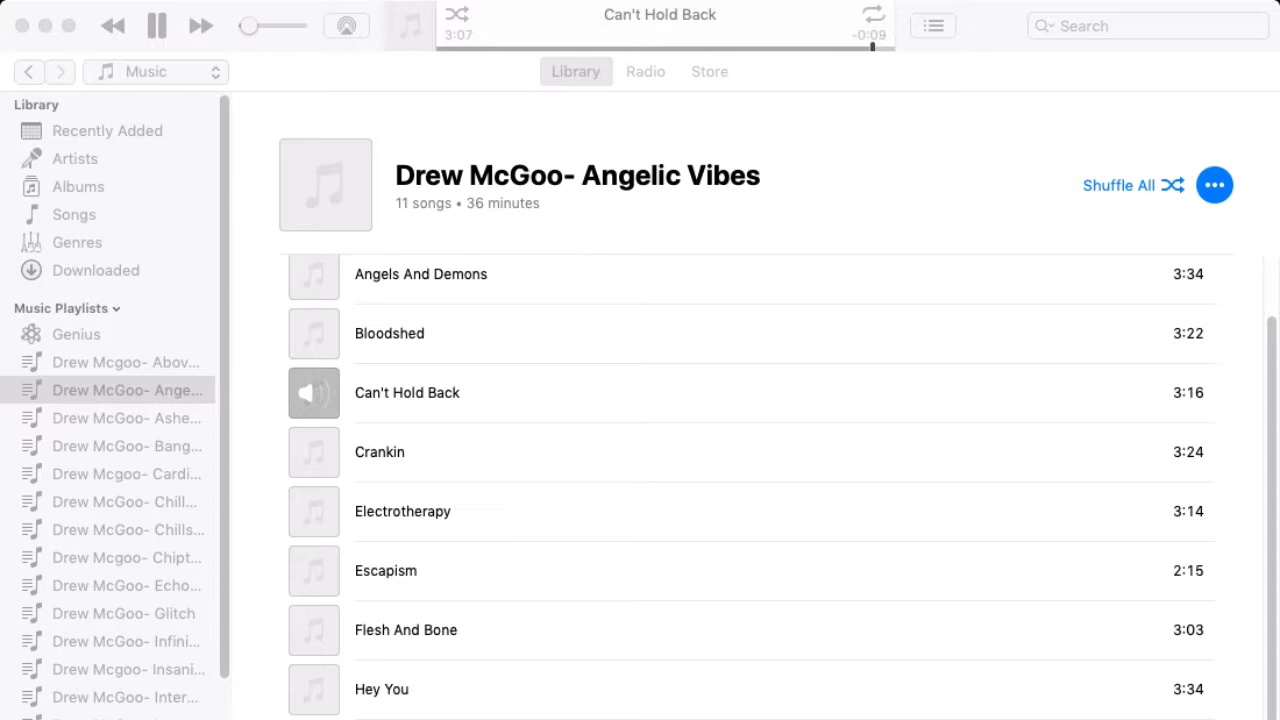 Can't Hold Back
3:07
-0:09
Search
Music
Library
Radio
Store
Library
Recently Added
Artists
Albums
Songs
Genres
Downloaded
Music Playlists
Genius
Drew Mcgoo- Abov...
Drew McGoo- Ange...
Drew McGoo- Ashe...
Drew McGoo- Bang...
Drew Mcgoo- Cardi...
Drew McGoo- Chill...
Drew McGoo- Chills...
Drew Mcgoo- Chipt...
Drew McGoo- Echo...
Drew McGoo- Glitch
Drew McGoo- Infini...
Drew Mcgoo- Insani...
Drew McGoo- Inter...
Drew McGoo- Angelic Vibes
11 songs • 36 minutes
Shuffle All
Angels And Demons 3:34
Bloodshed 3:22
Can't Hold Back 3:16
Crankin 3:24
Electrotherapy 3:14
Escapism 2:15
Flesh And Bone 3:03
Hey You 3:34